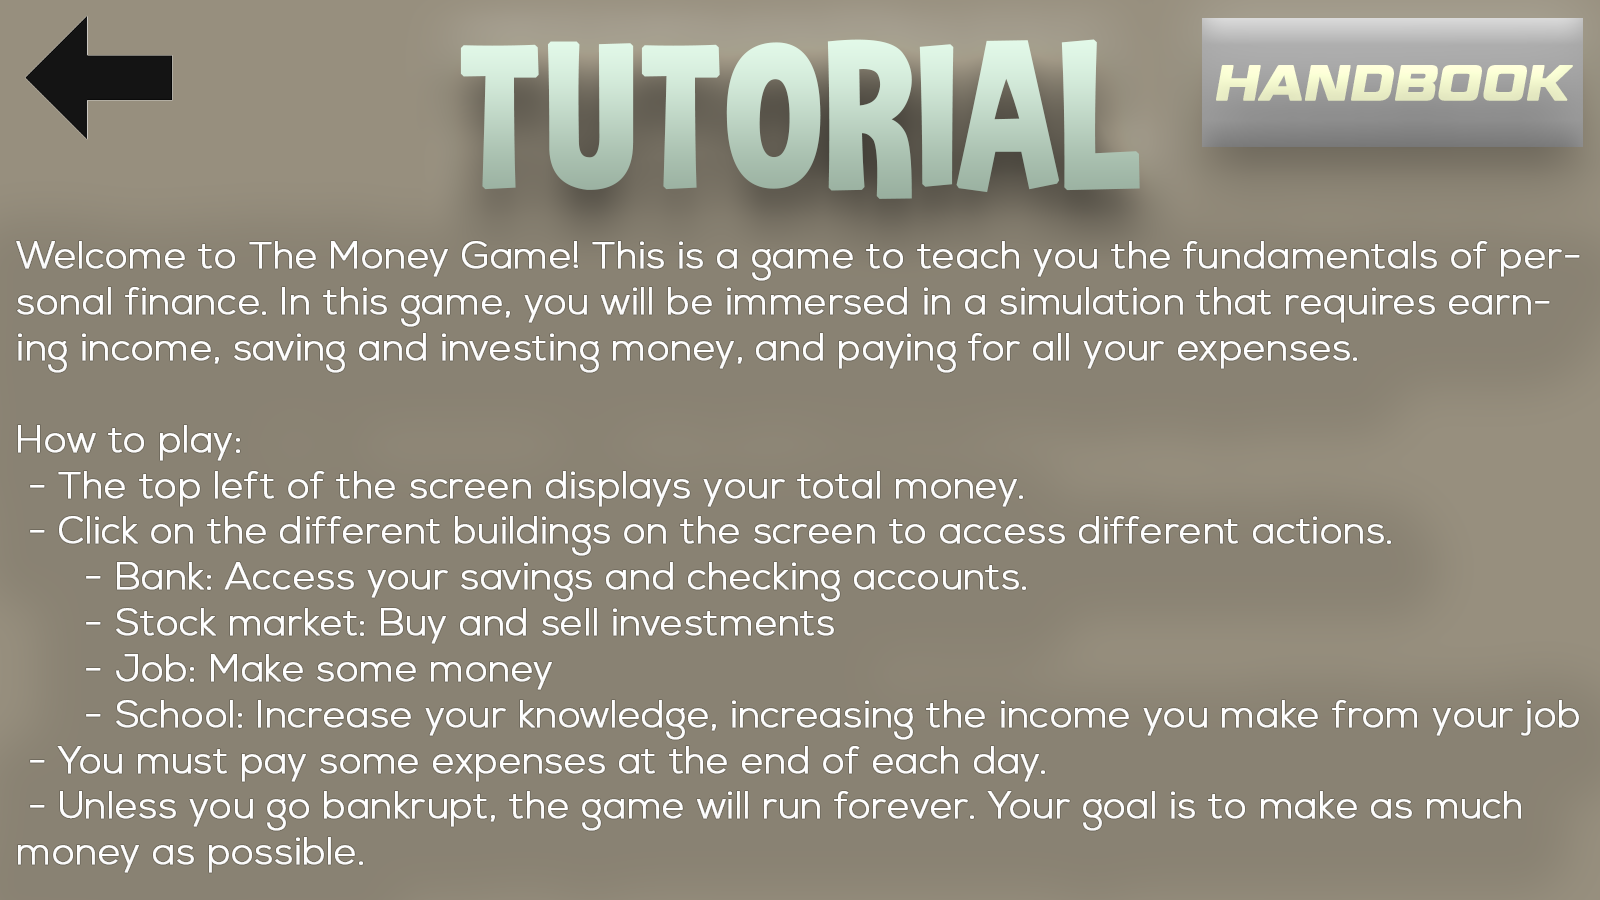 TUTORIAL
HANDBOOK
Welcome to The Money Game! This is a game to teach you the fundamentals of per-
sonal finance. In this game, you will be immersed in a simulation that requires earn-
ing income, saving and investing money, and paying for all your expenses.
How to play:
- The top left of the screen displays your total money.
- Click on the different buildings on the screen to access different actions.
- Bank: Access your savings and checking accounts.
- Stock market: Buy and sell investments
- Job: Make some money
- School: Increase your knowledge, increasing the income you make from your job
- You must pay some expenses at the end of each day.
- Unless you go bankrupt, the game will run forever. Your goal is to make as much
money as possible.